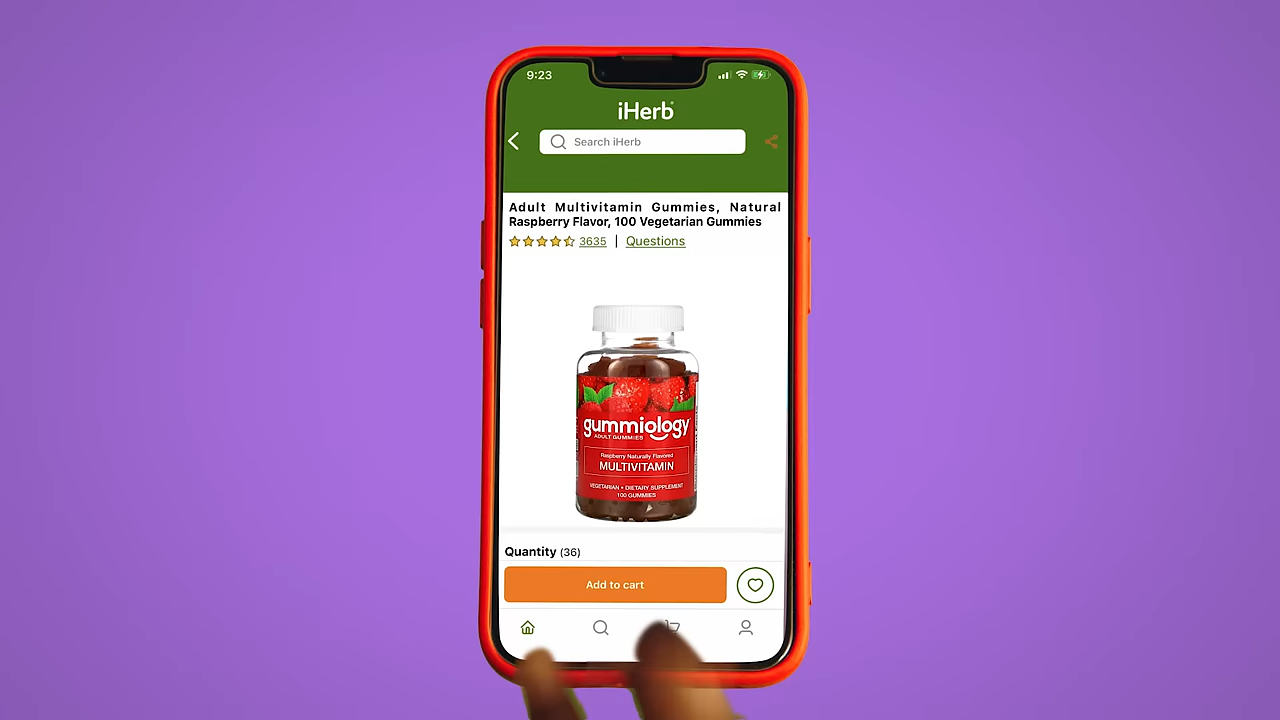 9:23
iHerb
Search iHerb
Adult Multivitamin Gummies, Natural
Raspberry Flavor, 100 Vegetarian Gummies
3635 | Questions
gummiology
ADULT GUMMIES
Raspberry Naturally Flavored
MULTIVITAMIN
VEGETARIAN • DIETARY SUPPLEMENT
100 GUMMIES
Quantity (36)
Add to cart